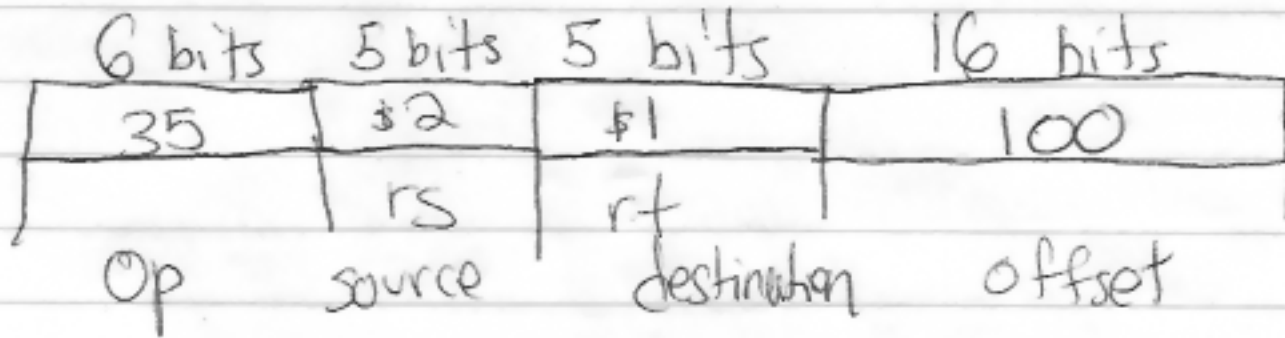 6 bits 5 bits 5 bits 16 bits
35 $2 $1 100
rs rt
Op source destination offset